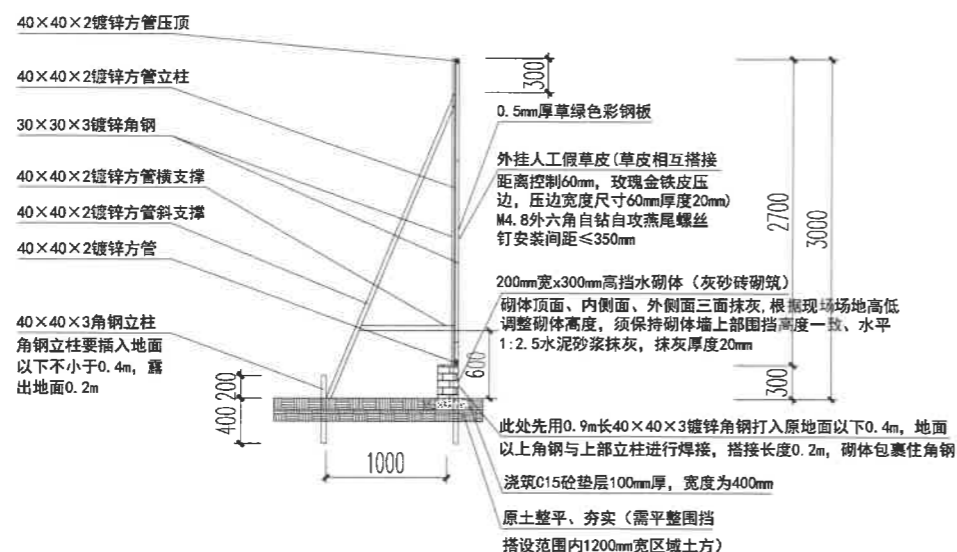 40×40×2镀锌方管压顶
40×40×2镀锌方管立柱
30×30×3镀锌角钢
40×40×2镀锌方管横支撑
40×40×2镀锌方管斜支撑
40×40×2镀锌方管
40×40×3角钢立柱
角钢立柱要插入地面
以下不小于0.4m，露
出地面0.2m
200
400
1000
300
0.5mm厚草绿色彩钢板
外挂人工假草皮(草皮相互搭接
距离控制60mm，玫瑰金铁皮压
边，压边宽度尺寸60mm厚度20mm)
M4.8外六角自钻自攻燕尾螺丝
钉安装间距≤350mm
200mm宽x300mm高挡水砌体（灰砂砖砌筑）
砌体顶面、内侧面、外侧面三面抹灰,根据现场场地高低
调整砌体高度，须保持砌体墙上部围挡高度一致、水平
1:2.5水泥砂浆抹灰，抹灰厚度20mm
600
2700
3000
300
此处先用0.9m长40×40×3镀锌角钢打入原地面以下0.4m，地面
以上角钢与上部立柱进行焊接，搭接长度0.2m，砌体包裹住角钢
浇筑C15砼垫层100mm厚，宽度为400mm
原土整平、夯实（需平整围挡
搭设范围内1200mm宽区域土方）